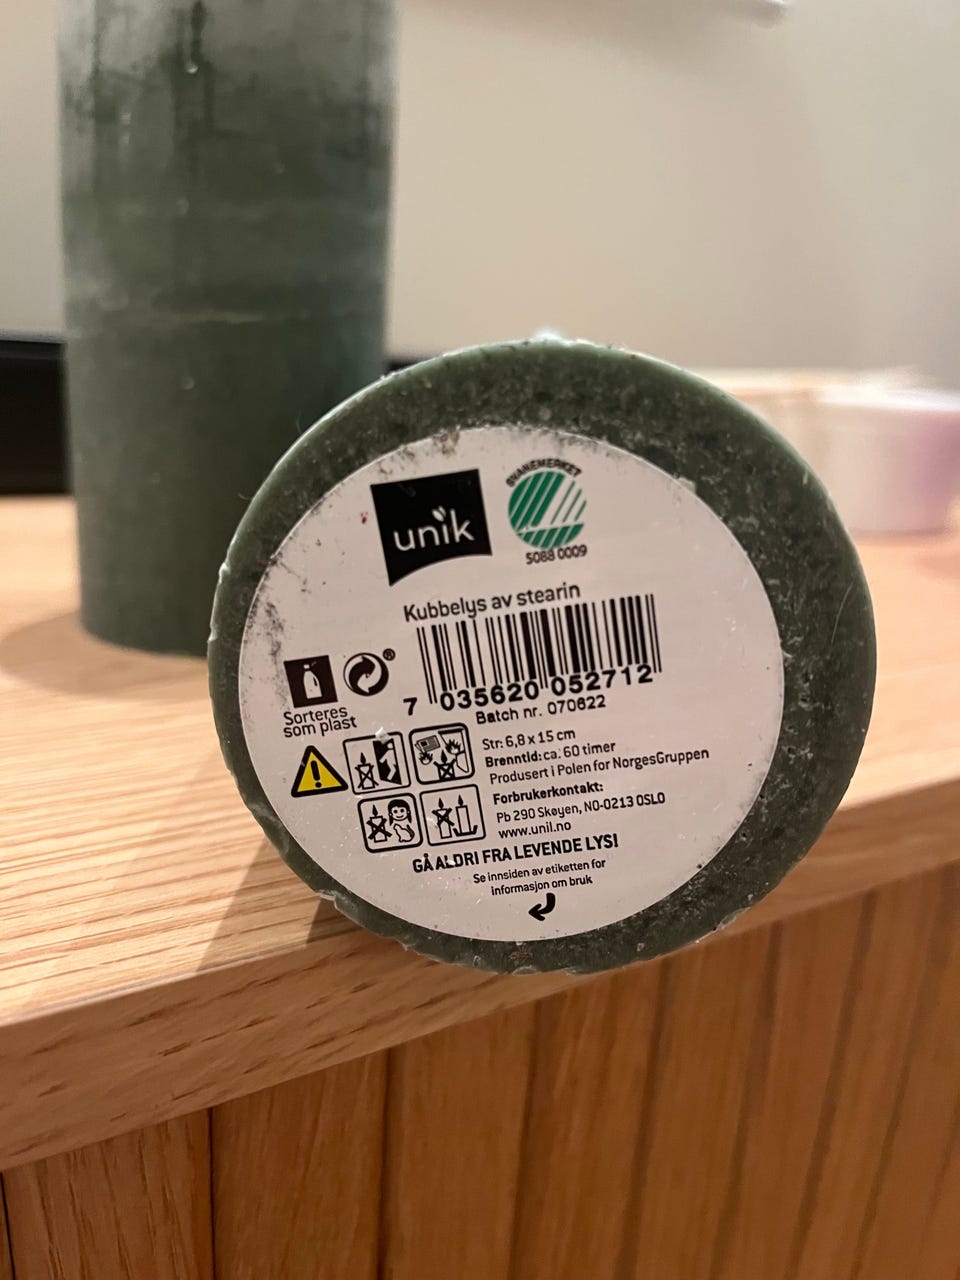 unik
SVANEMERKET
5088 0009
Kubbelys av stearin
7 035620 052712
Batch nr. 070622
®
Sorteres
som plast
Str: 6,8 x 15 cm
Brenntid: ca. 60 timer
Produsert i Polen for NorgesGruppen
Forbrukerkontakt:
Pb 290 Skøyen, NO-0213 OSLO
www.unil.no
GÅ ALDRI FRA LEVENDE LYS!
Se innsiden av etiketten for
informasjon om bruk